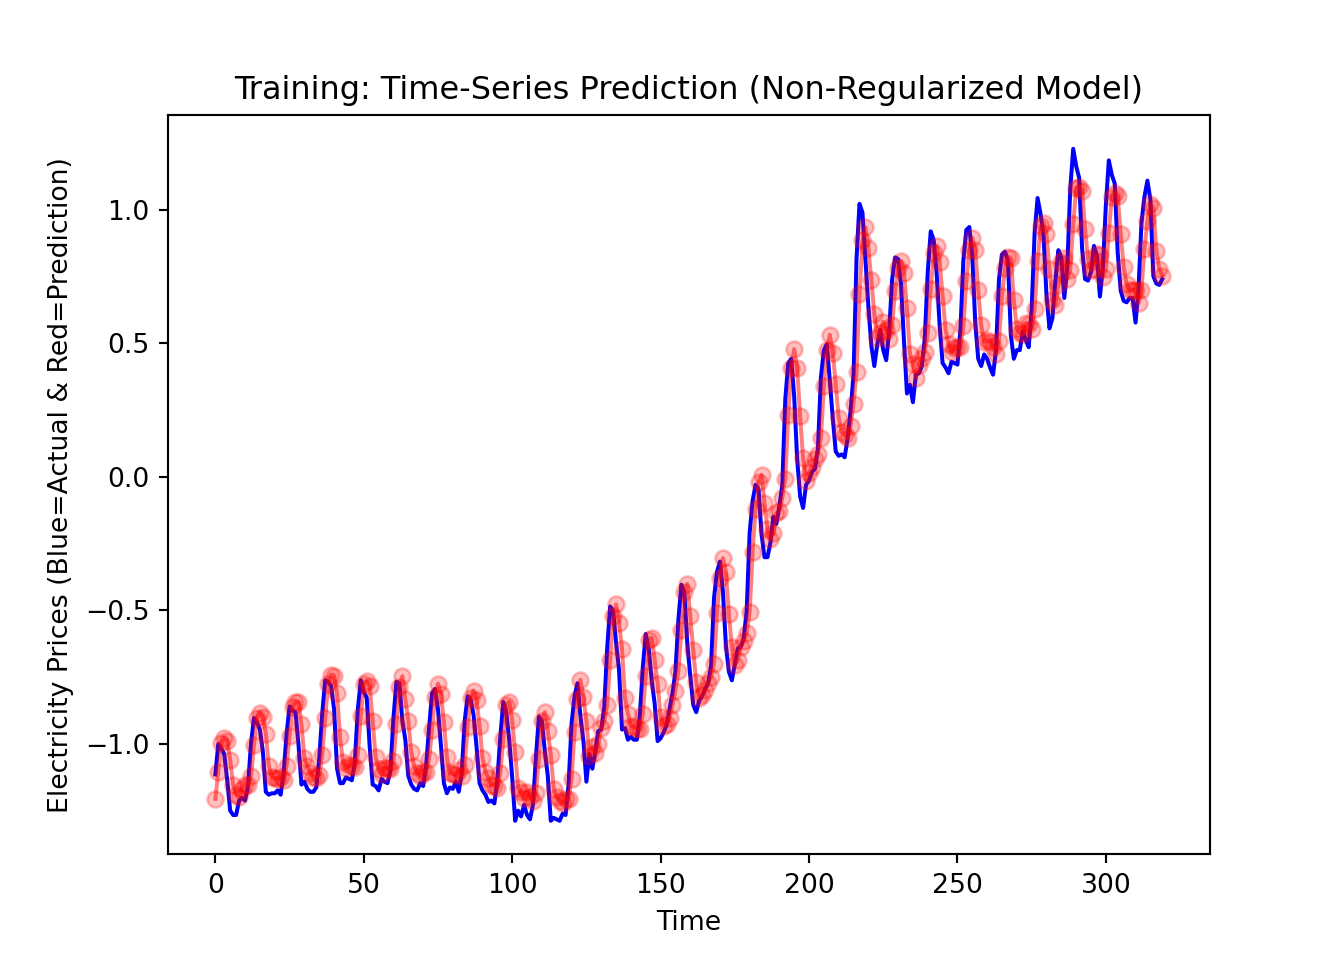 Training: Time-Series Prediction (Non-Regularized Model)
Electricity Prices (Blue=Actual & Red=Prediction)
1.0
0.5
0.0
−0.5
−1.0
0 50 100 150 200 250 300
Time